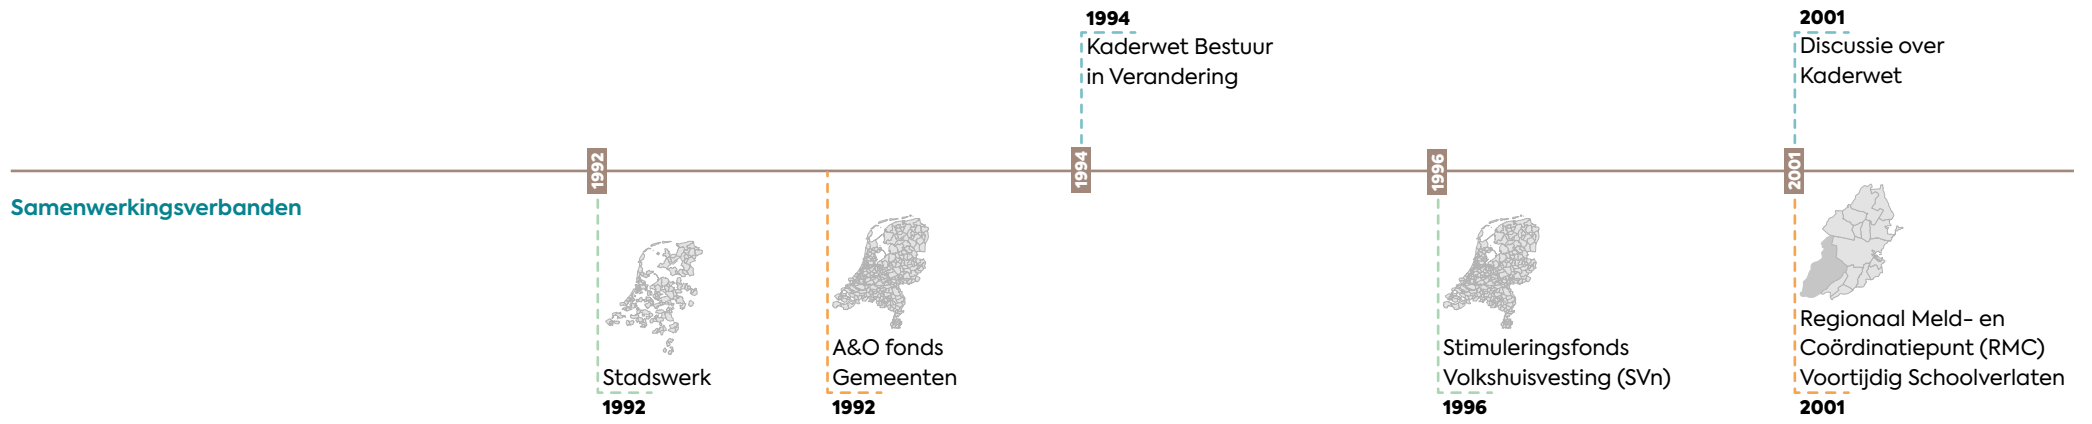 1994
Kaderwet Bestuur
in Verandering
2001
Discussie over
Kaderwet
1992
1994
1996
2001
Samenwerkingsverbanden
Stadswerk
1992
A&O fonds
Gemeenten
1992
Stimuleringsfonds
Volkshuisvesting (SVn)
1996
Regionaal Meld- en
Coördinatiepunt (RMC)
Voortijdig Schoolverlaten
2001